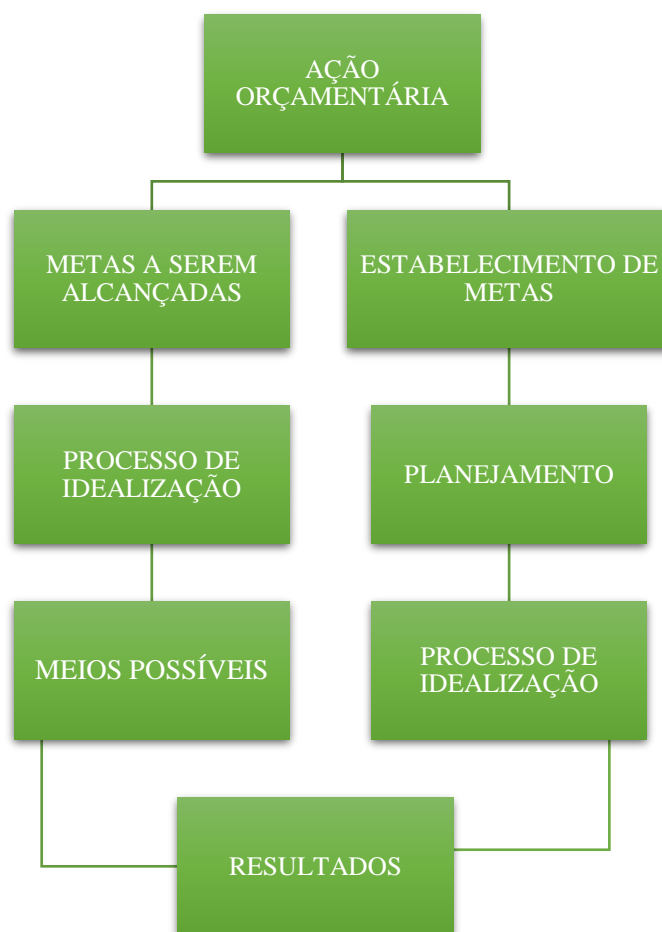 AÇÃO
ORÇAMENTÁRIA
METAS A SEREM
ALCANÇADAS
ESTABELECIMENTO DE
METAS
PROCESSO DE
IDEALIZAÇÃO
PLANEJAMENTO
MEIOS POSSÍVEIS
PROCESSO DE
IDEALIZAÇÃO
RESULTADOS